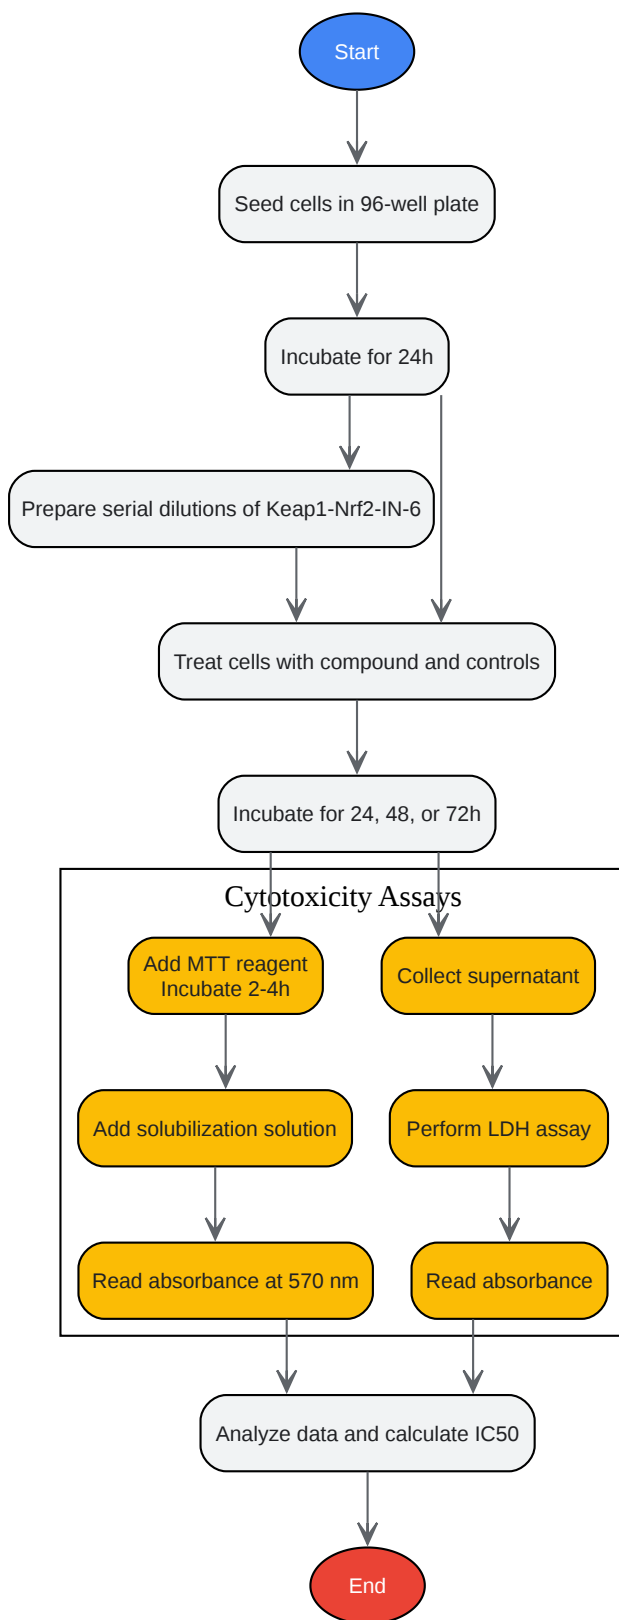 Start
Seed cells in 96-well plate
Incubate for 24h
Prepare serial dilutions of Keap1-Nrf2-IN-6
Treat cells with compound and controls
Incubate for 24, 48, or 72h
Cytotoxicity Assays
Add MTT reagent
Incubate 2-4h
Collect supernatant
Add solubilization solution
Perform LDH assay
Read absorbance at 570 nm
Read absorbance
Analyze data and calculate IC50
End